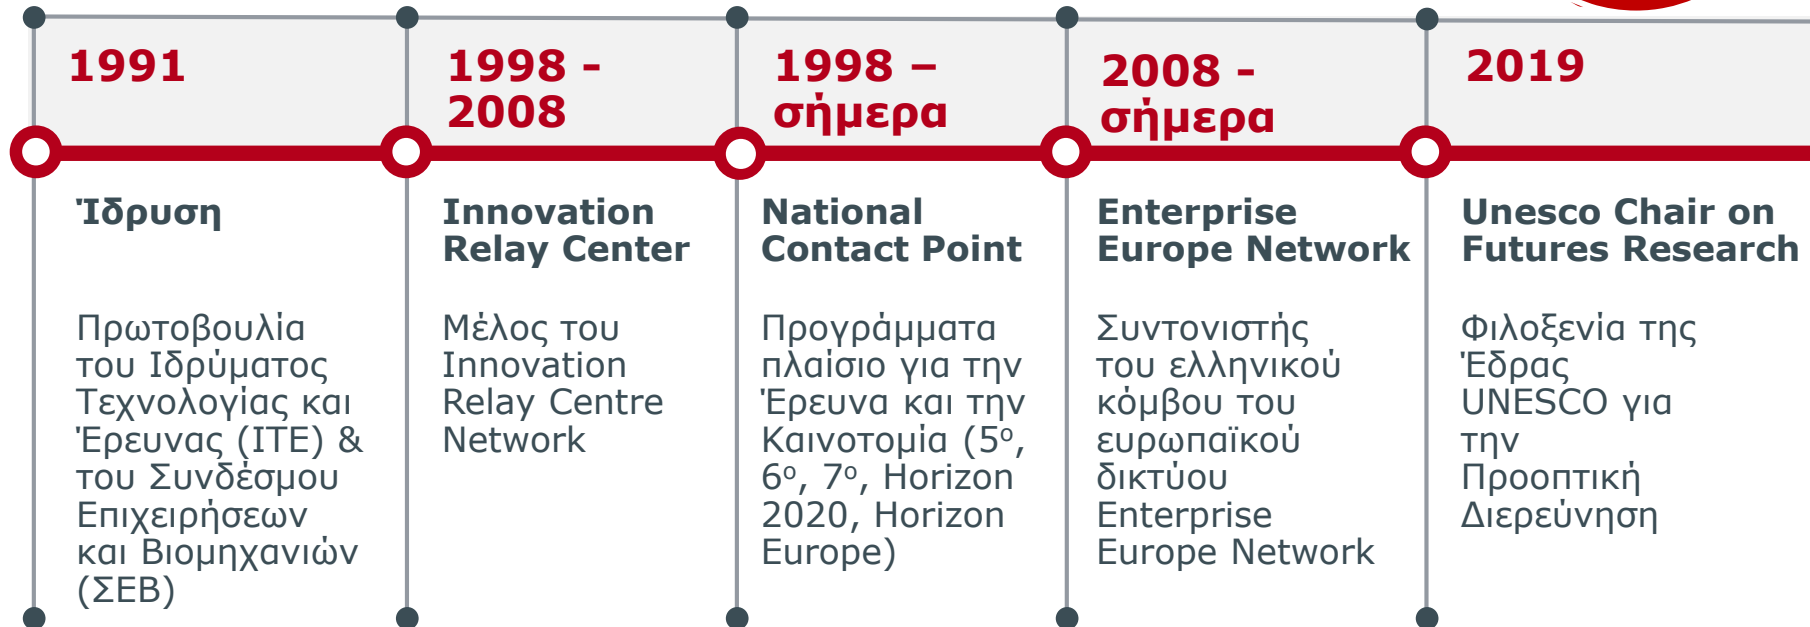 1991
Ίδρυση
Πρωτοβουλία
του Ιδρύματος
Τεχνολογίας και
Έρευνας (ΙΤΕ) &
του Συνδέσμου
Επιχειρήσεων
και Βιομηχανιών
(ΣΕΒ)
1998 -
2008
Innovation
Relay Center
Μέλος του
Innovation
Relay Centre
Network
1998 –
σήμερα
National
Contact Point
Προγράμματα
πλαίσιο για την
Έρευνα και την
Καινοτομία (5ο,
6ο, 7ο, Horizon
2020, Horizon
Europe)
2008 -
σήμερα
Enterprise
Europe Network
Συντονιστής
του ελληνικού
κόμβου του
ευρωπαϊκού
δικτύου
Enterprise
Europe Network
2019
Unesco Chair on
Futures Research
Φιλοξενία της
Έδρας
UNESCO για
την
Προοπτική
Διερεύνηση